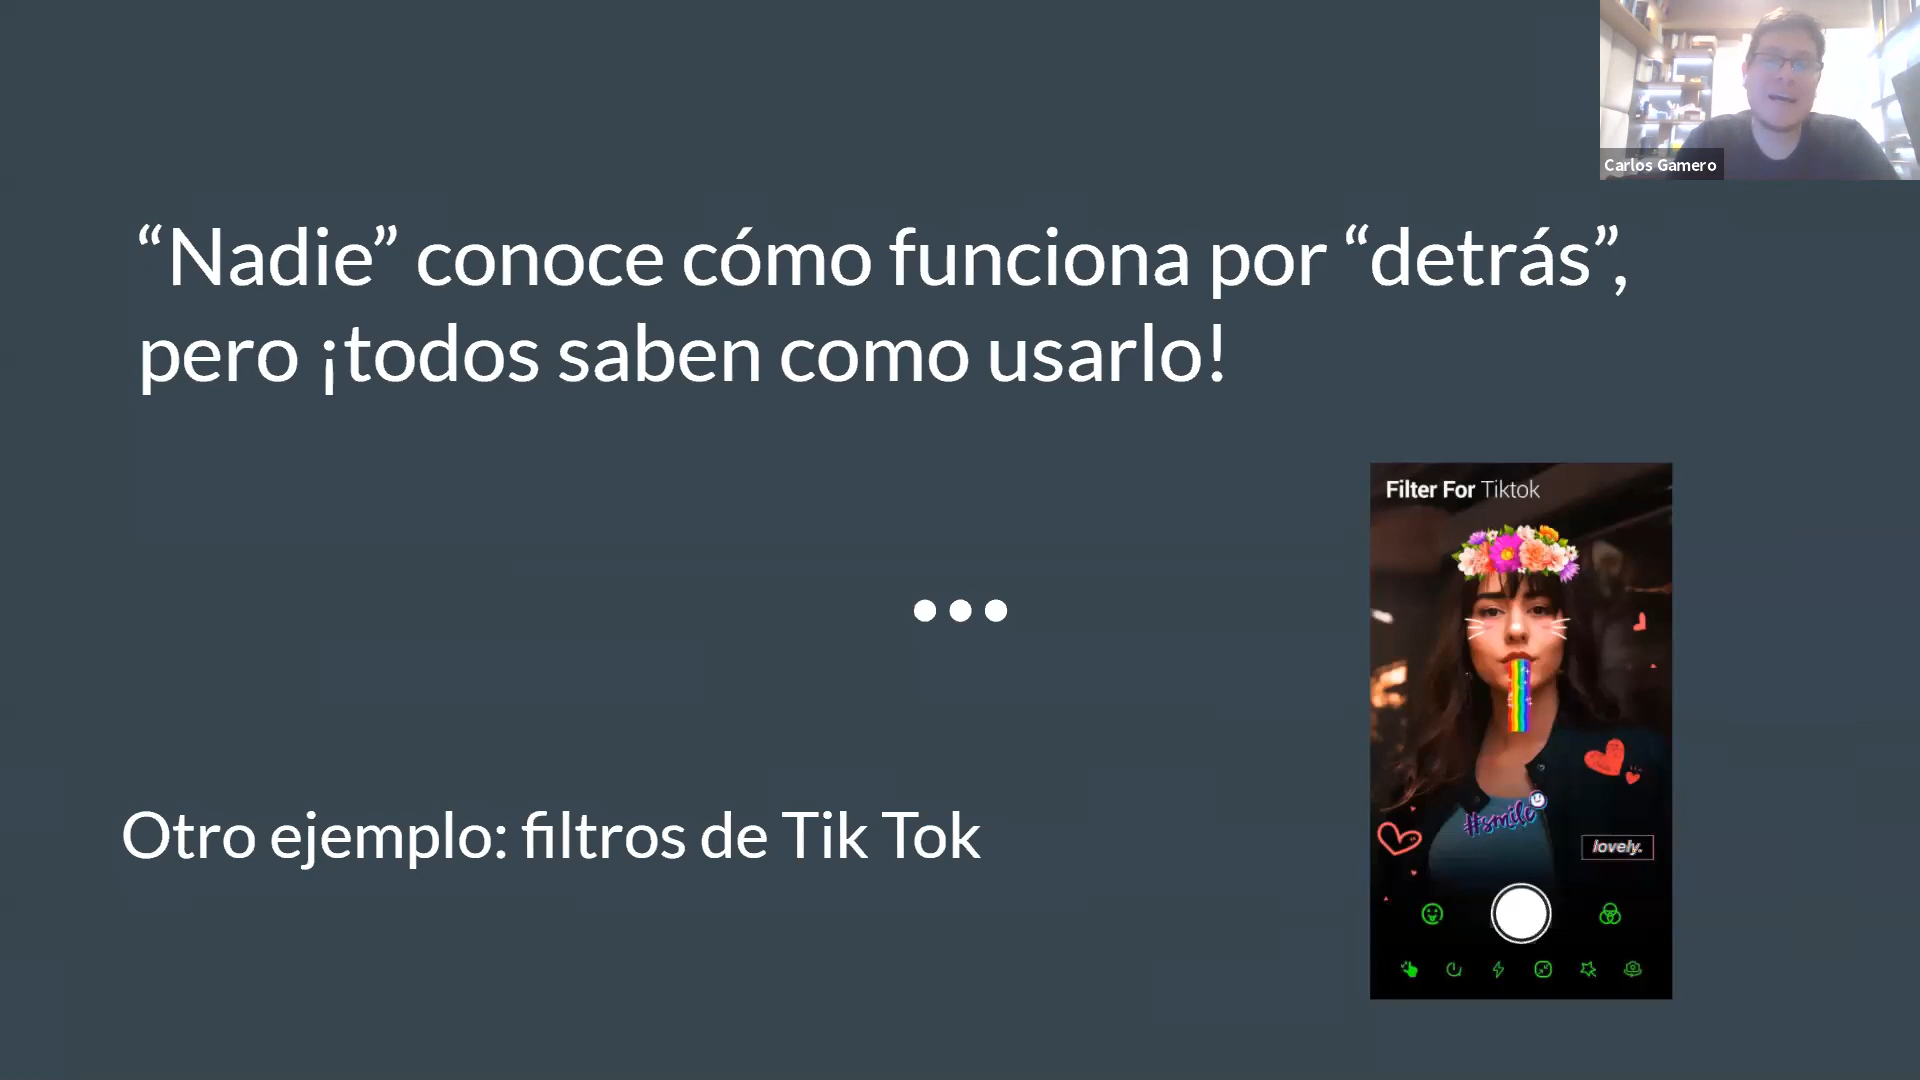 Carlos Gamero
“Nadie” conoce cómo funciona por “detrás”,
pero ¡todos saben como usarlo!
Filter For Tiktok
#smile
lovely.
Otro ejemplo: filtros de Tik Tok